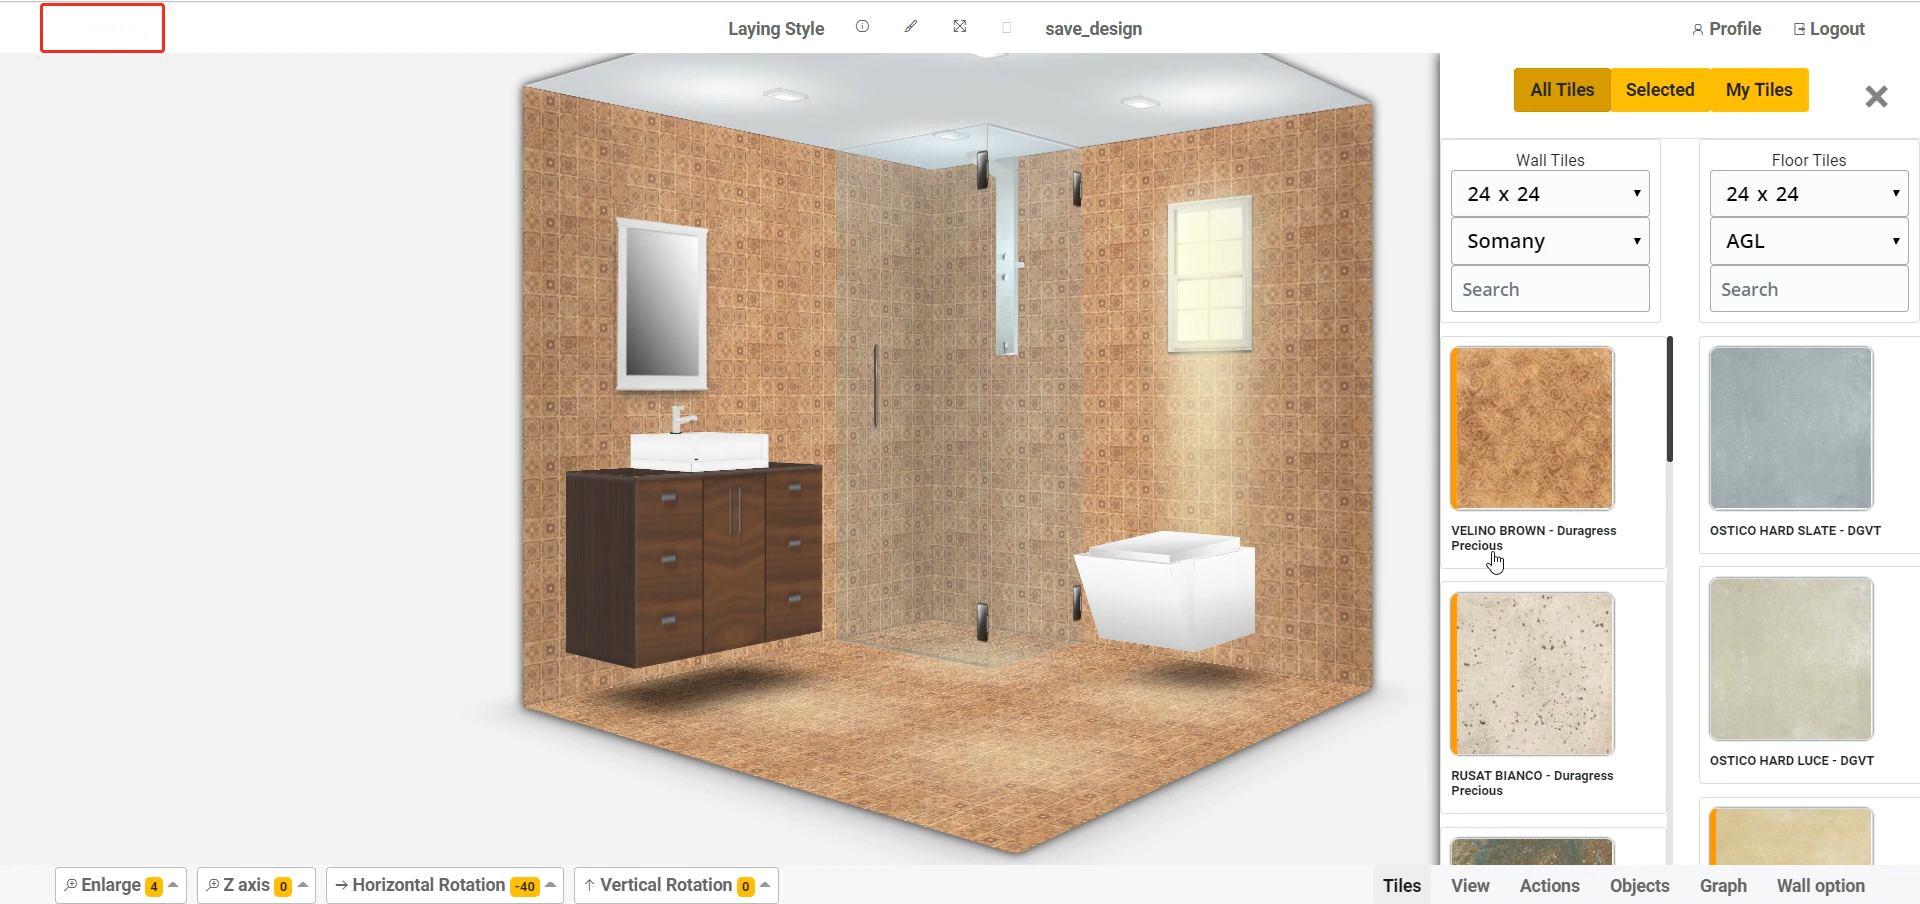 Laying Style
save_design
Profile
Logout
All Tiles
Selected
My Tiles
Wall Tiles
24 x 24
Somany
Search
Floor Tiles
24 x 24
AGL
Search
VELINO BROWN - Duragress
Precious
OSTICO HARD SLATE - DGVT
RUSAT BIANCO - Duragress
Precious
OSTICO HARD LUCE - DGVT
Enlarge 4
Z axis 0
Horizontal Rotation -40
Vertical Rotation 0
Tiles
View
Actions
Objects
Graph
Wall option